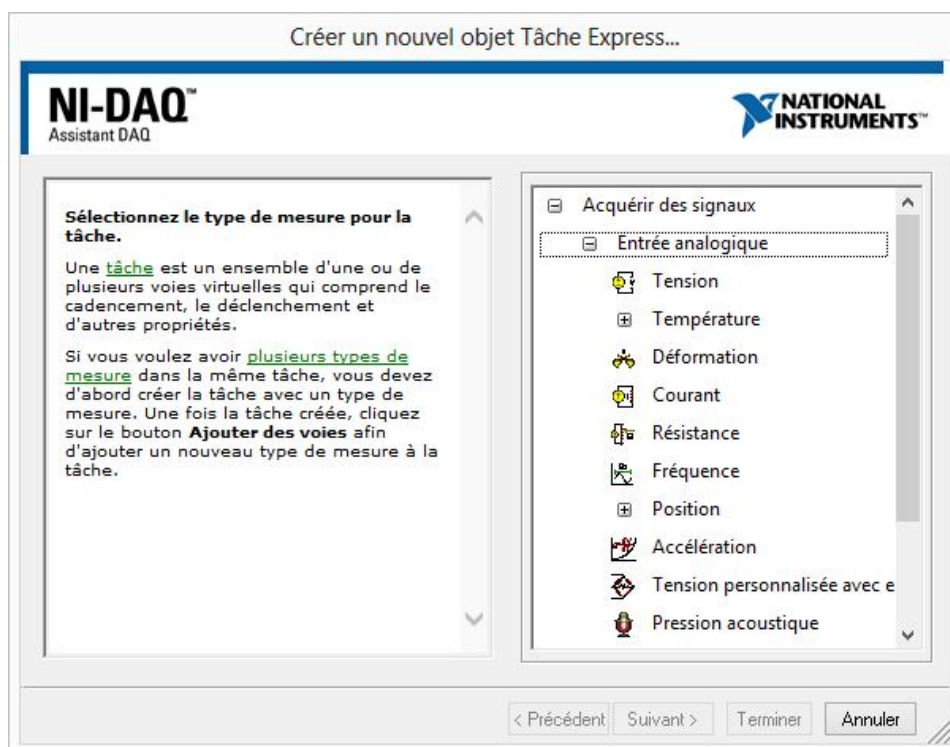 Créer un nouvel objet Tâche Express...
NI-DAQ™
Assistant DAQ
NATIONAL
INSTRUMENTS™
Sélectionnez le type de mesure pour la
tâche.
Une tâche est un ensemble d'une ou de
plusieurs voies virtuelles qui comprend le
cadencement, le déclenchement et
d'autres propriétés.
Si vous voulez avoir plusieurs types de
mesure dans la même tâche, vous devez
d'abord créer la tâche avec un type de
mesure. Une fois la tâche créée, cliquez
sur le bouton Ajouter des voies afin
d'ajouter un nouveau type de mesure à la
tâche.
Acquérir des signaux
Entrée analogique
Tension
Température
Déformation
Courant
Résistance
Fréquence
Position
Accélération
Tension personnalisée avec e
Pression acoustique
< Précédent
Suivant >
Terminer
Annuler